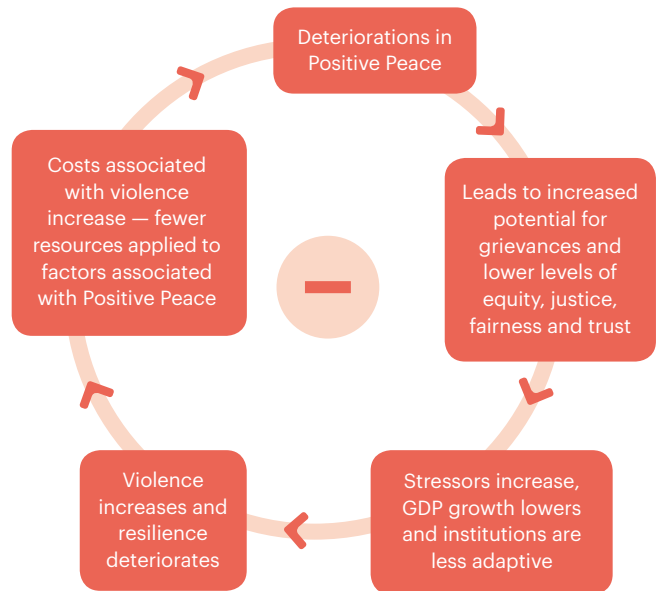 Deteriorations in
Positive Peace
Leads to increased
potential for
grievances and
lower levels of
equity, justice,
fairness and trust
Stressors increase,
GDP growth lowers
and institutions are
less adaptive
Violence
increases and
resilience
deteriorates
Costs associated
with violence
increase — fewer
resources applied to
factors associated
with Positive Peace